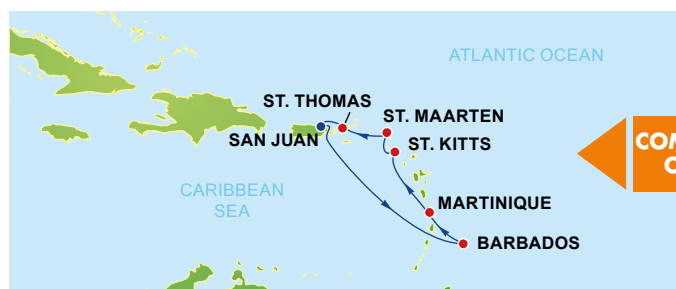 ATLANTIC OCEAN
ST. THOMAS
ST. MAARTEN
SAN JUAN
ST. KITTS
CARIBBEAN
SEA
MARTINIQUE
BARBADOS